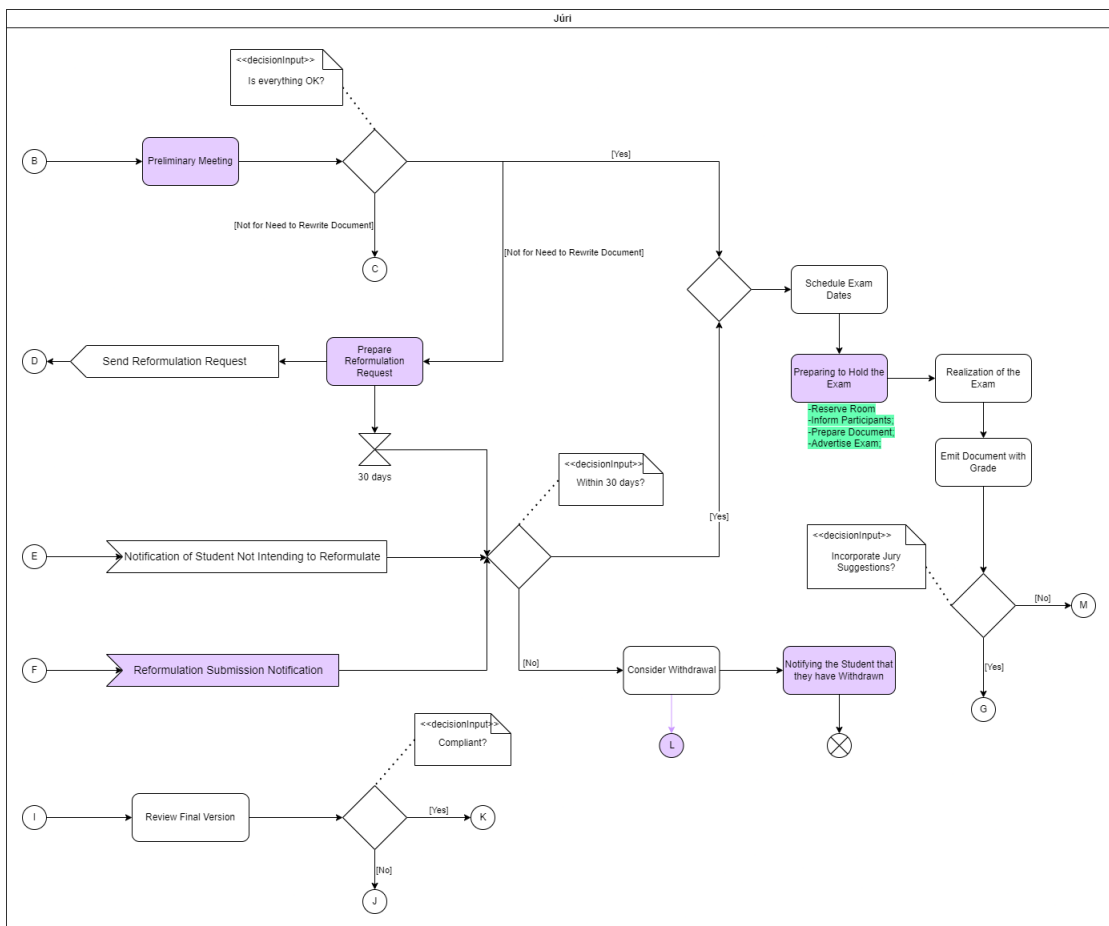 Júri
<<decisionInput>>
Is everything OK?
B
Preliminary Meeting
[Yes]
[Not for Need to Rewrite Document]
[Not for Need to Rewrite Document]
C
Schedule Exam
Dates
D
Send Reformulation Request
Prepare
Reformulation
Request
Preparing to Hold the
Exam
Realization of the
Exam
-Reserve Room
-Inform Participants;
-Prepare Document;
-Advertise Exam;
30 days
<<decisionInput>>
Within 30 days?
Emit Document with
Grade
[Yes]
E
Notification of Student Not Intending to Reformulate
<<decisionInput>>
Incorporate Jury
Suggestions?
[No]
M
F
Reformulation Submission Notification
[No]
Consider Withdrawal
Notifying the Student that
they have Withdrawn
[Yes]
G
L
<<decisionInput>>
Compliant?
I
Review Final Version
[Yes]
K
[No]
J